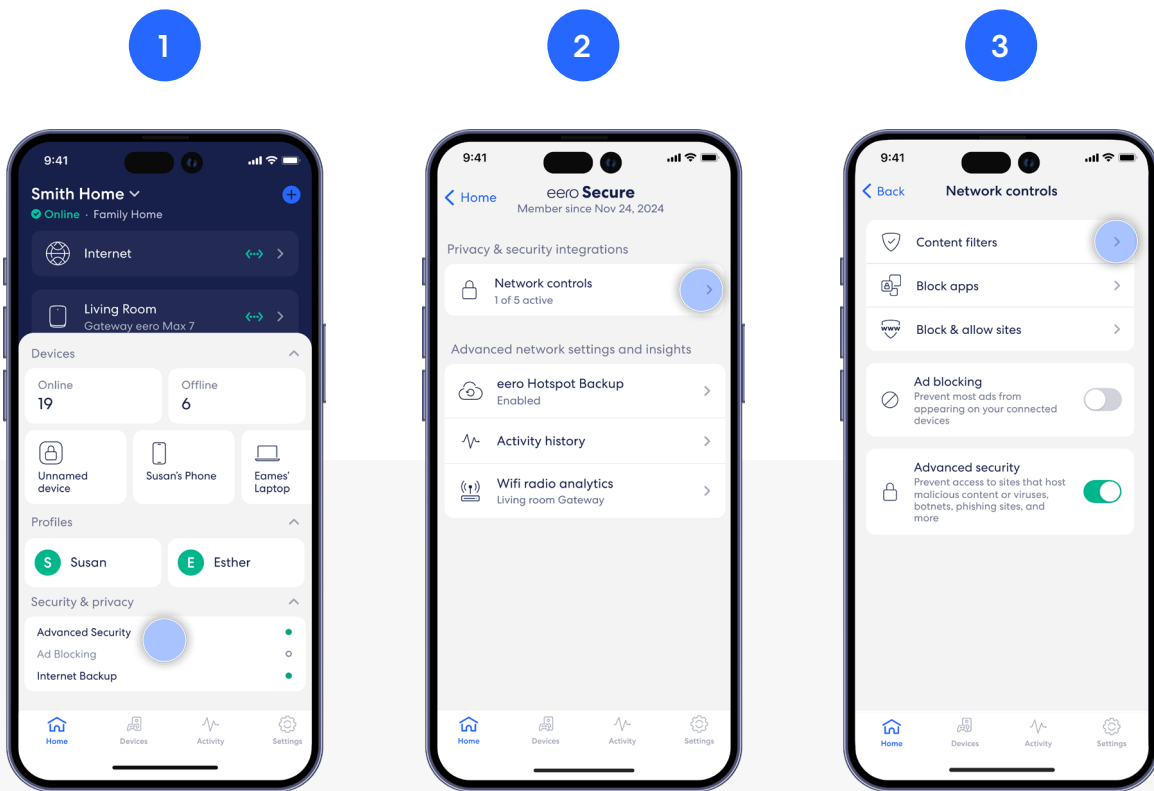 1
2
3
9:41
Smith Home
Online · Family Home
Internet
Living Room
Gateway eero Max 7
Devices
Online
19
Offline
6
Unnamed
device
Susan's Phone
Eames'
Laptop
Profiles
S Susan
E Esther
Security & privacy
Advanced Security
Ad Blocking
Internet Backup
Home
Devices
Activity
Settings
9:41
Home
eero Secure
Member since Nov 24, 2024
Privacy & security integrations
Network controls
1 of 5 active
Advanced network settings and insights
eero Hotspot Backup
Enabled
Activity history
Wifi radio analytics
Living room Gateway
Home
Devices
Activity
Settings
9:41
Back
Network controls
Content filters
Block apps
www
Block & allow sites
Ad blocking
Prevent most ads from
appearing on your connected
devices
Advanced security
Prevent access to sites that host
malicious content or viruses,
botnets, phishing sites, and
more
Home
Devices
Activity
Settings